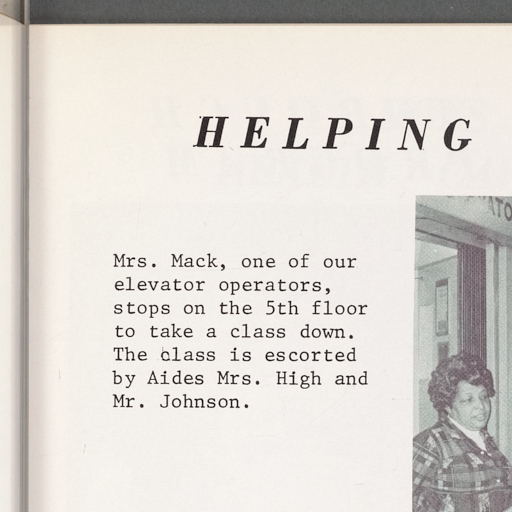 HELPING
Mrs. Mack, one of our
elevator operators,
stops on the 5th floor
to take a class down.
The class is escorted
by Aides Mrs. High and
Mr. Johnson.